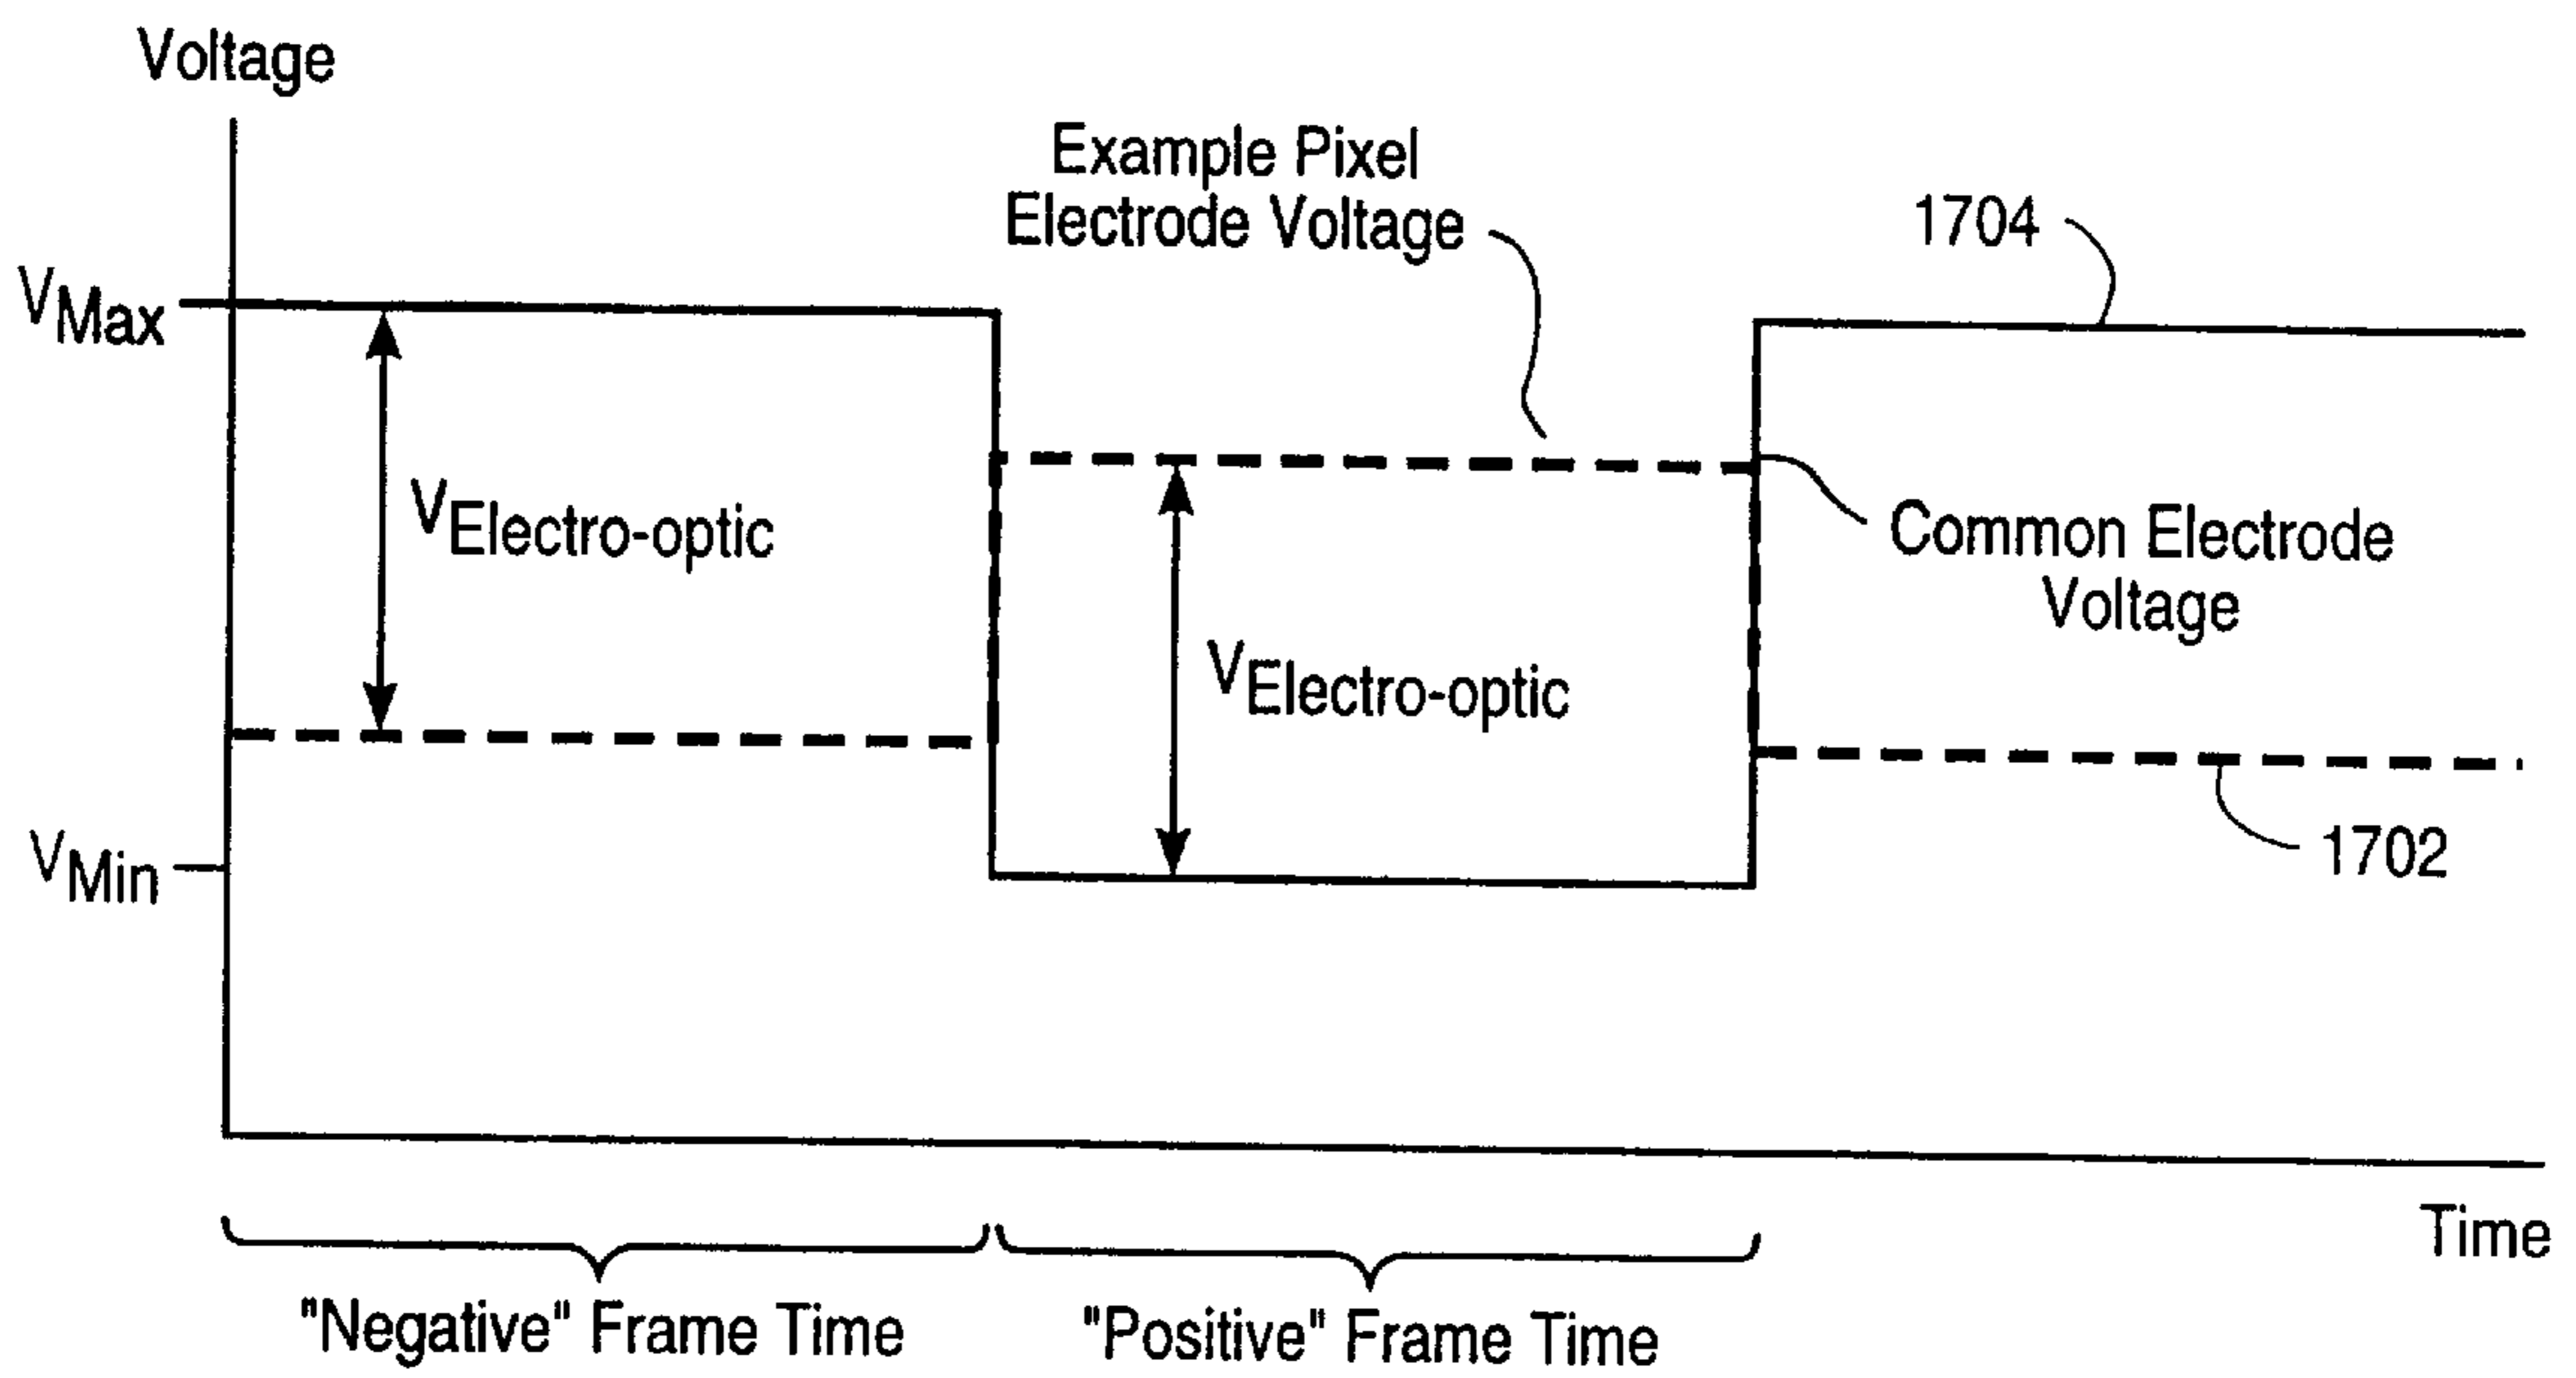 Voltage
Example Pixel
Electrode Voltage
1704
VMax
VElectro-optic
Common Electrode
Voltage
VElectro-optic
VMin
1702
Time
"Negative" Frame Time
"Positive" Frame Time